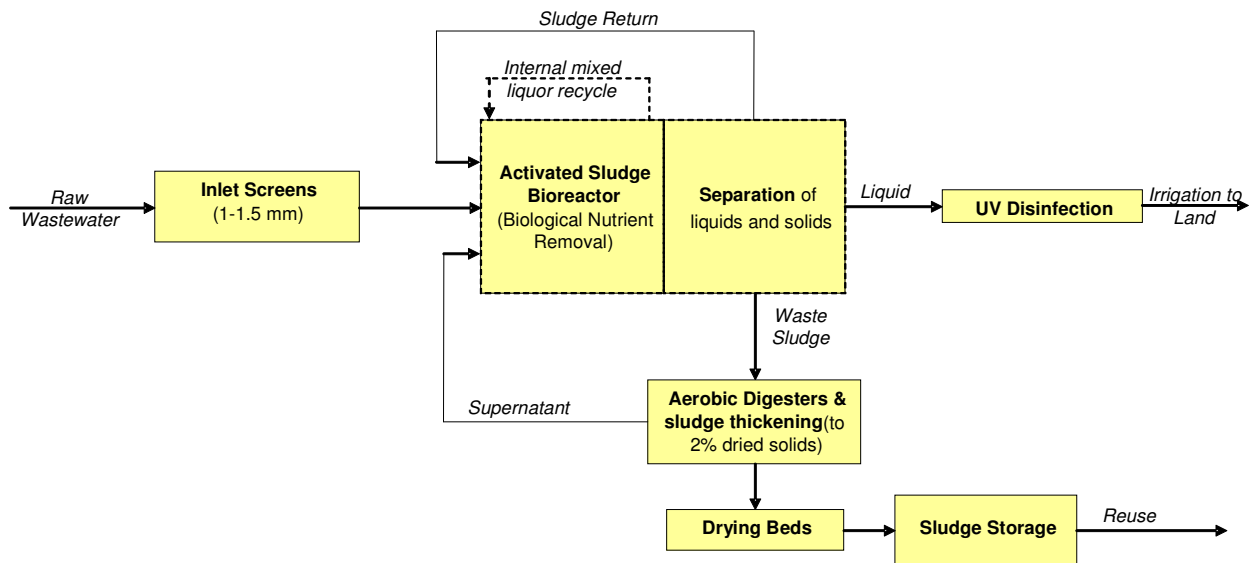 Sludge Return
Internal mixed
liquor recycle
Raw
Wastewater
Inlet Screens
(1-1.5 mm)
Activated Sludge
Bioreactor
(Biological Nutrient
Removal)
Separation of
liquids and solids
Liquid
UV Disinfection
Irrigation to
Land
Waste
Sludge
Supernatant
Aerobic Digesters &
sludge thickening(to
2% dried solids)
Drying Beds
Sludge Storage
Reuse